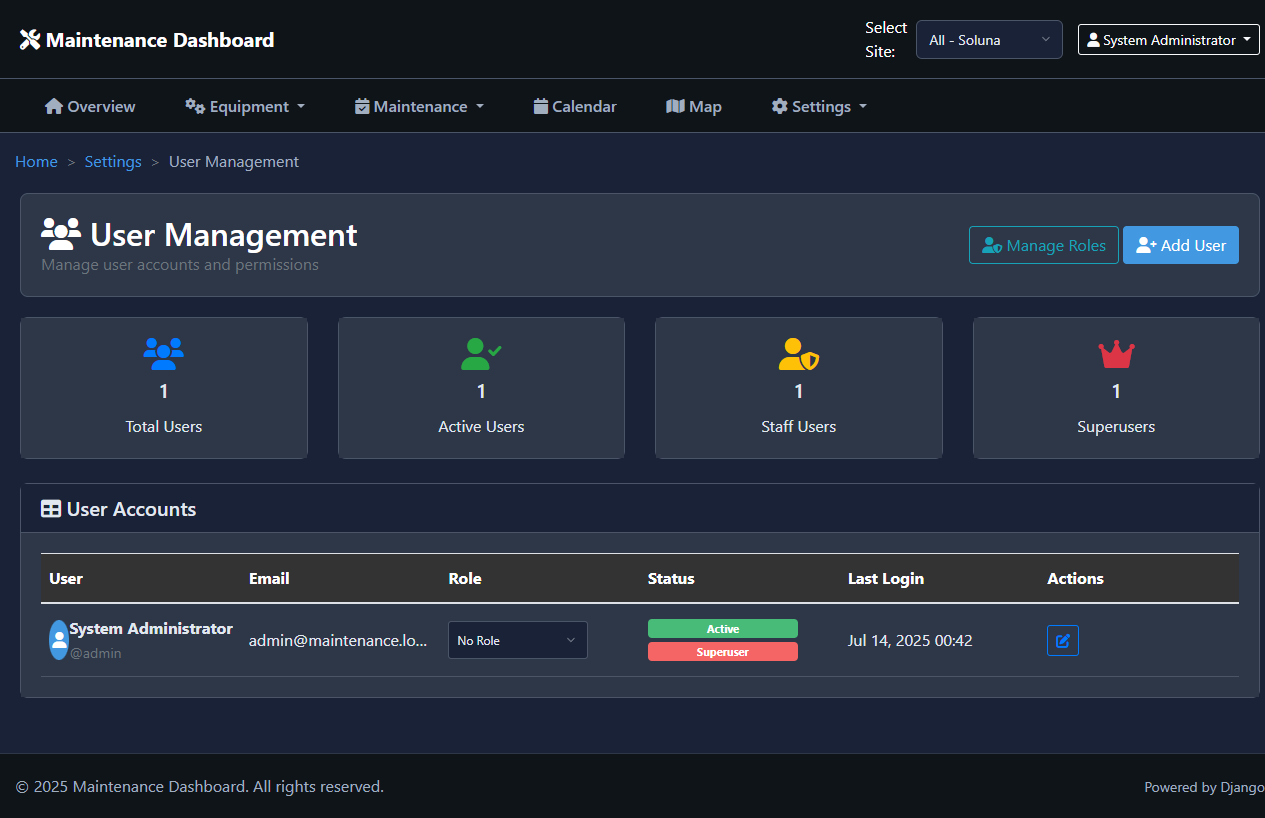 Maintenance Dashboard
Select
Site:
All - Soluna
System Administrator
Overview
Equipment
Maintenance
Calendar
Map
Settings
Home > Settings > User Management
User Management
Manage user accounts and permissions
Manage Roles
Add User
1
Total Users
1
Active Users
1
Staff Users
1
Superusers
User Accounts
User Email Role Status Last Login Actions
System Administrator
@admin
admin@maintenance.lo...
No Role
Active
Superuser
Jul 14, 2025 00:42
© 2025 Maintenance Dashboard. All rights reserved.
Powered by Django